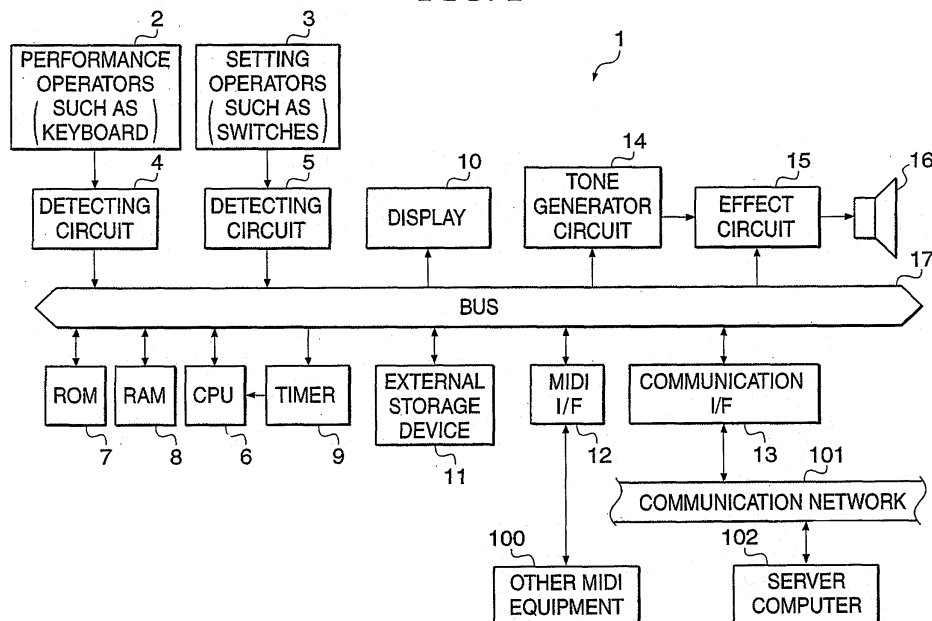 2
3
1
PERFORMANCE
OPERATORS
(SUCH AS
KEYBOARD)
SETTING
OPERATORS
(SUCH AS
SWITCHES)
4
5
10
14
15
16
DETECTING
CIRCUIT
DETECTING
CIRCUIT
DISPLAY
TONE
GENERATOR
CIRCUIT
EFFECT
CIRCUIT
17
BUS
ROM
RAM
CPU
TIMER
EXTERNAL
STORAGE
DEVICE
MIDI
I/F
COMMUNICATION
I/F
7
8
6
9
11
12
13
101
COMMUNICATION NETWORK
100
102
OTHER MIDI
EQUIPMENT
SERVER
COMPUTER